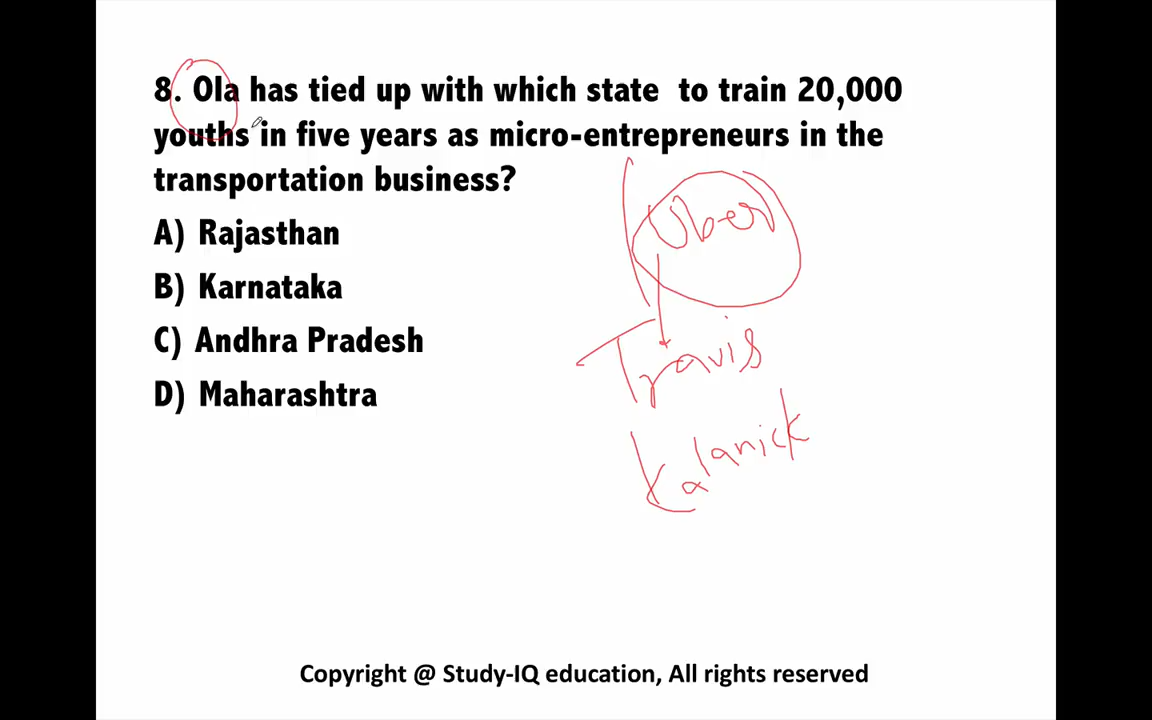 8. Ola has tied up with which state to train 20,000
youths in five years as micro-entrepreneurs in the
transportation business?
A) Rajasthan
B) Karnataka
C) Andhra Pradesh
D) Maharashtra
Uber
Travis
Kalanick
Copyright @ Study-IQ education, All rights reserved